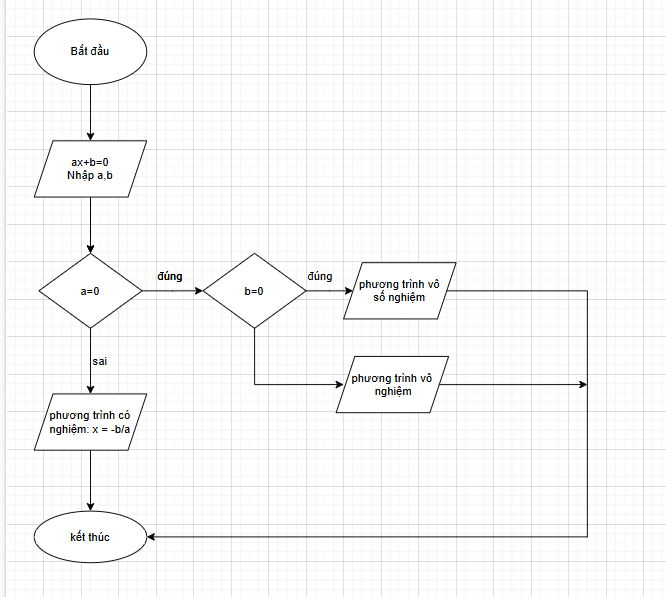 Bắt đầu
ax+b=0
Nhập a,b
a=0
đúng
b=0
đúng
phương trình vô
số nghiệm
sai
phương trình vô
nghiệm
phương trình có
nghiệm: x = -b/a
kết thúc